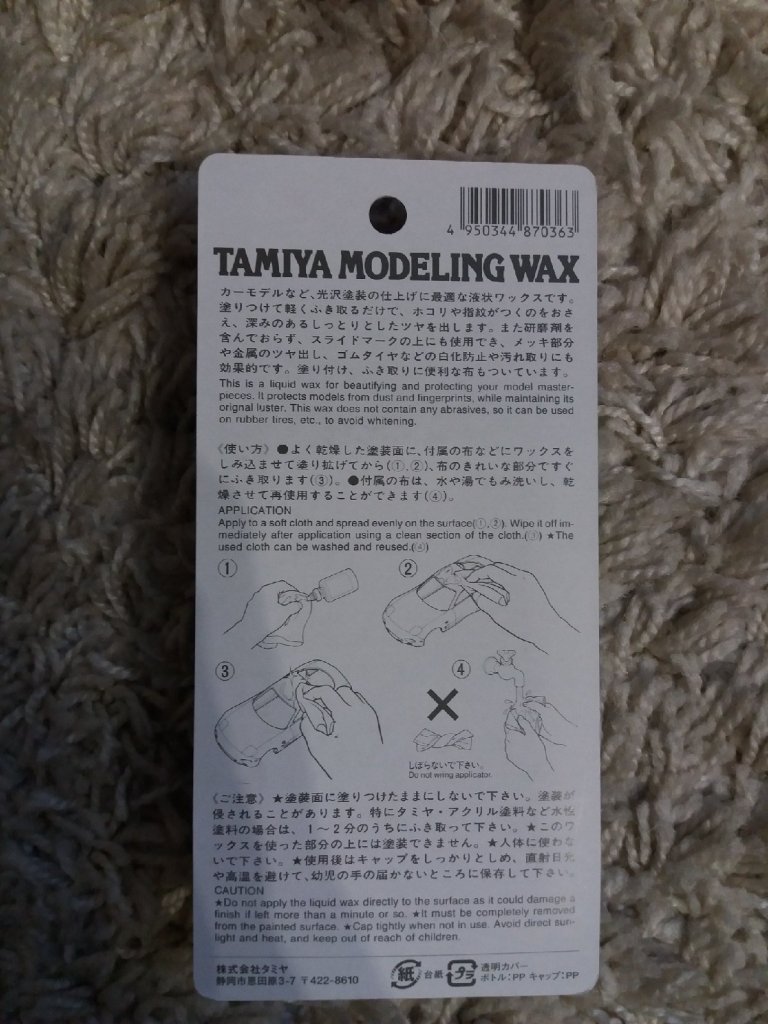 4 950344 870363
TAMIYA MODELING WAX
カーモデルなど、光沢塗装の仕上げに最適な液状ワックスです。
塗りつけて軽くふき取るだけで、ホコリや指紋がつくのをおさ
え、深みのあるしっとりとしたツヤを出します。また研磨剤を
含んでおらず、スライドマークの上にも使用でき、メッキ部分
や金属のツヤ出し、ゴムタイヤなどの白化防止や汚れ取りにも
効果的です。塗り付け、ふき取りに便利な布もついています。
This is a liquid wax for beautifying and protecting your model master-
pieces. It protects models from dust and fingerprints, while maintaining its
orignal luster. This wax does not contain any abrasives, so it can be used
on rubber tires, etc., to avoid whitening.
《使い方》●よく乾燥した塗装面に、付属の布などにワックスを
しみ込ませて塗り拡げてから(①,②)、布のきれいな部分ですぐ
にふき取ります(③)。●付属の布は、水や湯でもみ洗いし、乾
燥させて再使用することができます(④)。
APPLICATION
Apply to a soft cloth and spread evenly on the surface(①,②). Wipe it off im-
mediately after application using a clean section of the cloth.(③) ★The
used cloth can be washed and reused.(④)
①
②
③
④
しぼらないで下さい。
Do not wring applicator.
《ご注意》★塗装面に塗りつけたままにしないで下さい。塗装が
侵されることがあります。特にタミヤ・アクリル塗料など水性
塗料の場合は、1～2分のうちにふき取って下さい。★このワ
ックスを使った部分の上には塗装できません。★人体に使わな
いで下さい。★使用後はキャップをしっかりとしめ、直射日光
や高温を避けて、幼児の手の届かないところに保存して下さい。
CAUTION
★Do not apply the liquid wax directly to the surface as it could damage a
finish if left more than a minute or so. ★It must be completely removed
from the painted surface. ★Cap tightly when not in use. Avoid direct sun-
light and heat, and keep out of reach of children.
株式会社タミヤ
静岡市恩田原3-7 〒422-8610
紙 台紙 プラ 透明カバー
ボトル:PP キャップ:PP